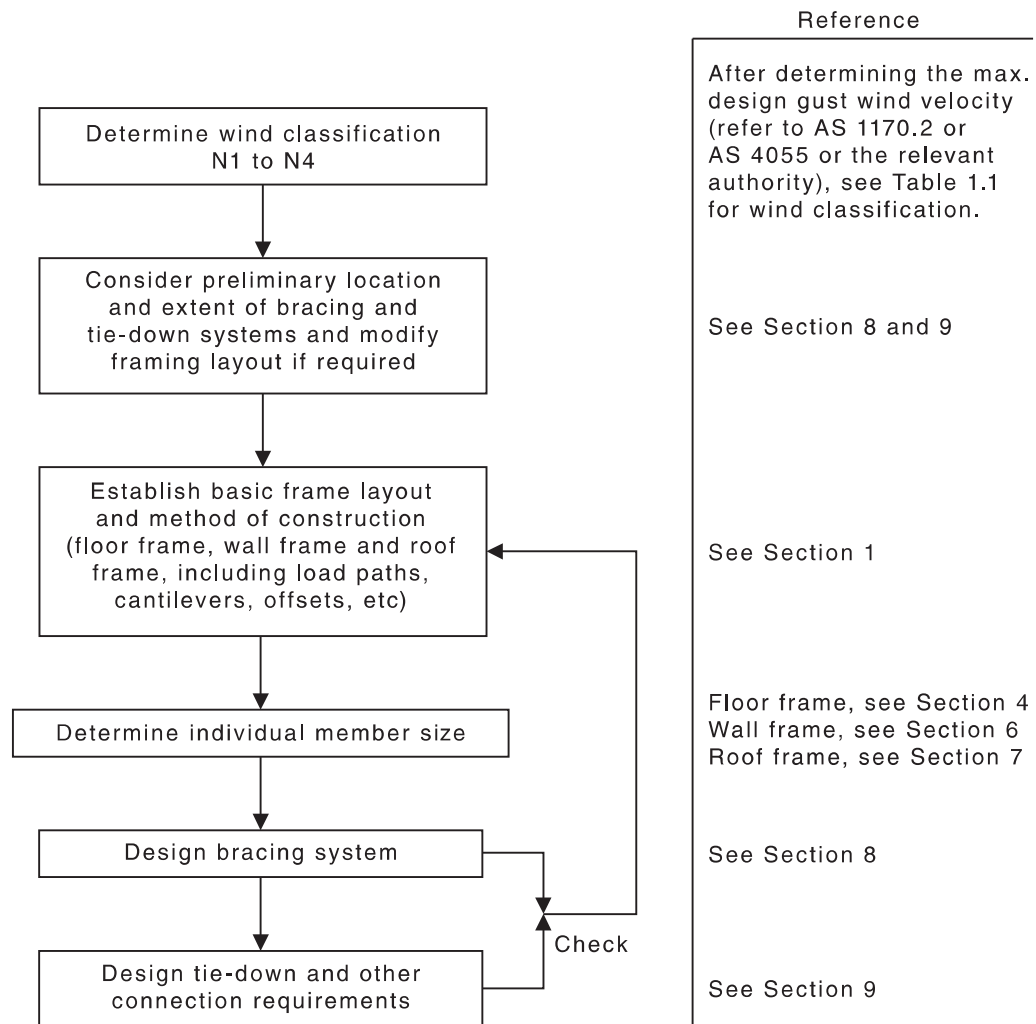 Reference
Determine wind classification
N1 to N4
After determining the max.
design gust wind velocity
(refer to AS 1170.2 or
AS 4055 or the relevant
authority), see Table 1.1
for wind classification.
Consider preliminary location
and extent of bracing and
tie-down systems and modify
framing layout if required
See Section 8 and 9
Establish basic frame layout
and method of construction
(floor frame, wall frame and roof
frame, including load paths,
cantilevers, offsets, etc)
See Section 1
Determine individual member size
Floor frame, see Section 4
Wall frame, see Section 6
Roof frame, see Section 7
Design bracing system
See Section 8
Check
Design tie-down and other
connection requirements
See Section 9